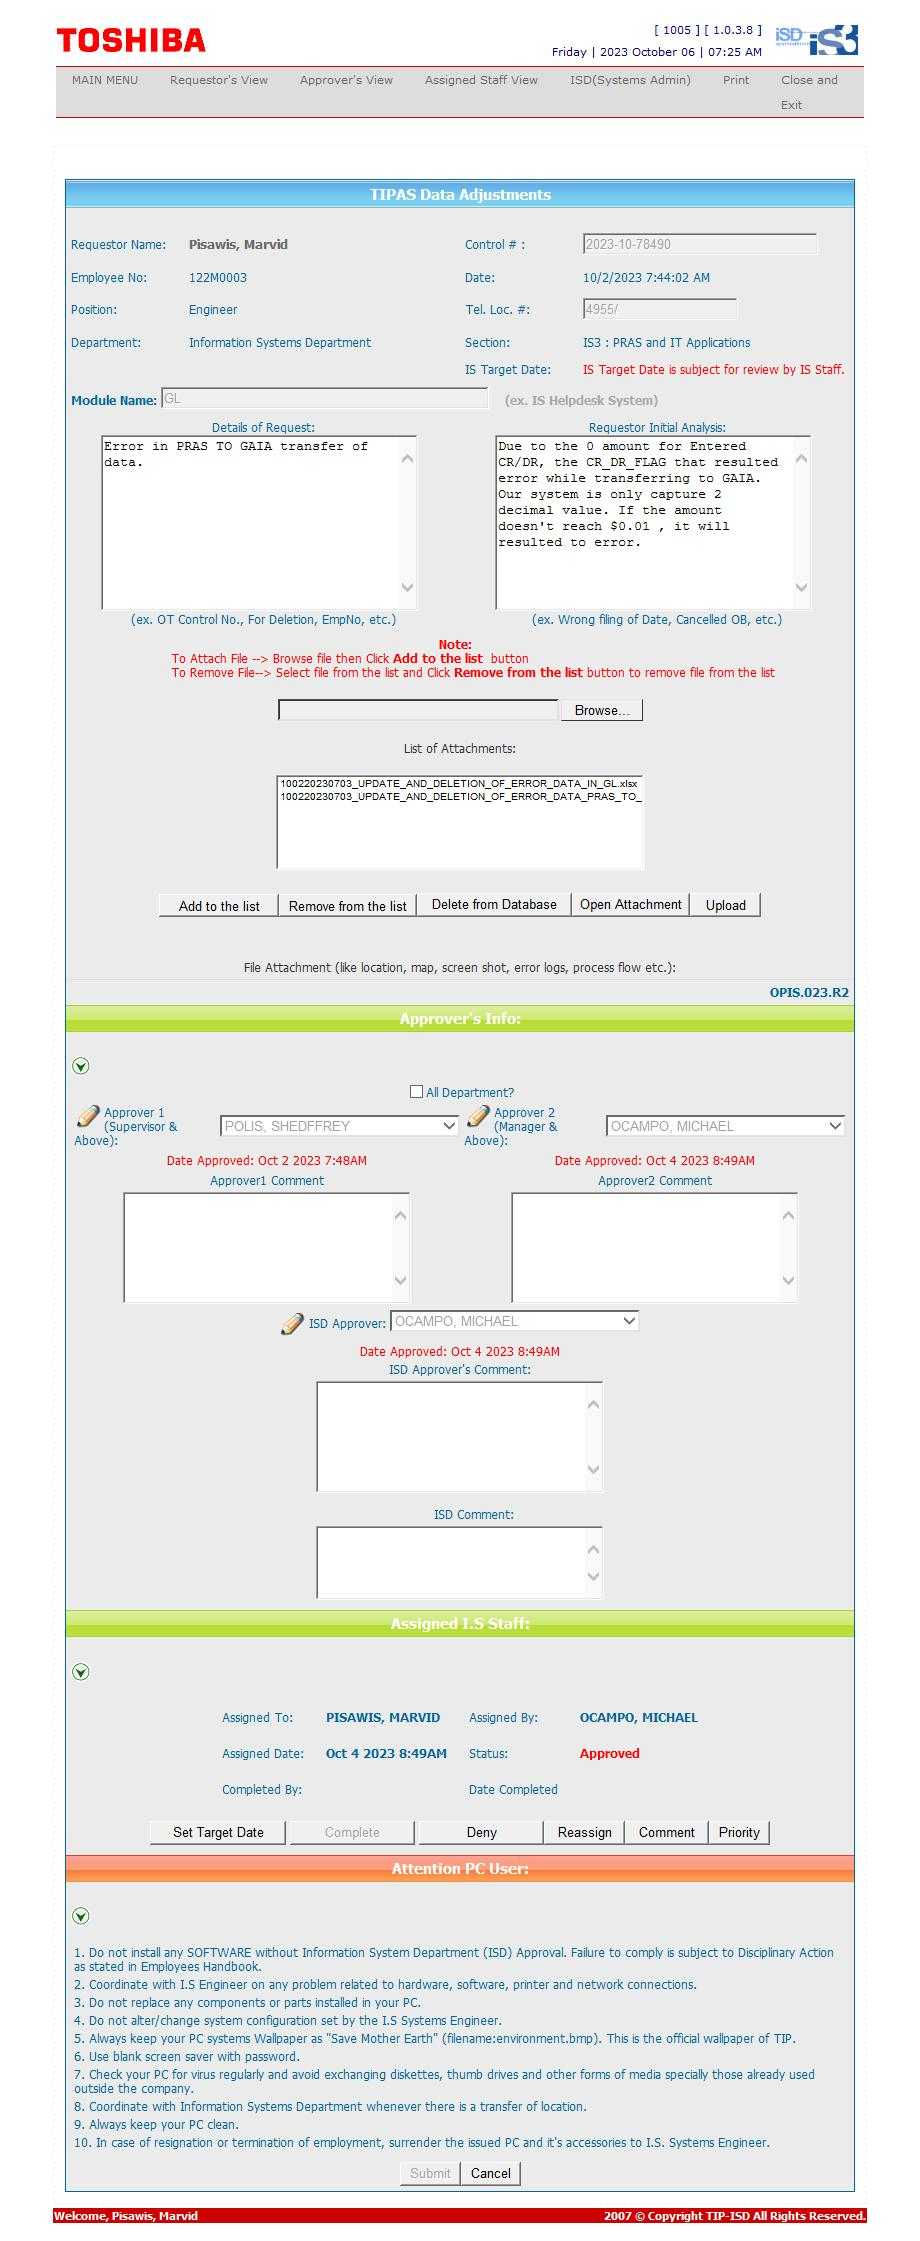 TOSHIBA
[ 1005 ] [ 1.0.3.8 ]
Friday | 2023 October 06 | 07:25 AM
iSD
iS3
MAIN MENU Requestor's View Approver's View Assigned Staff View ISD(Systems Admin) Print Close and Exit
TIPAS Data Adjustments
Requestor Name: Pisawis, Marvid Control # : 2023-10-78490
Employee No: 122M0003 Date: 10/2/2023 7:44:02 AM
Position: Engineer Tel. Loc. #: 4955/
Department: Information Systems Department Section: IS3 : PRAS and IT Applications
IS Target Date: IS Target Date is subject for review by IS Staff.
Module Name: GL (ex. IS Helpdesk System)
Details of Request:
Error in PRAS TO GAIA transfer of
data.
(ex. OT Control No., For Deletion, EmpNo, etc.)
Requestor Initial Analysis:
Due to the 0 amount for Entered
CR/DR, the CR_DR_FLAG that resulted
error while transferring to GAIA.
Our system is only capture 2
decimal value. If the amount
doesn't reach $0.01 , it will
resulted to error.
(ex. Wrong filing of Date, Cancelled OB, etc.)
Note:
To Attach File --> Browse file then Click Add to the list button
To Remove File--> Select file from the list and Click Remove from the list button to remove file from the list
Browse...
List of Attachments:
100220230703_UPDATE_AND_DELETION_OF_ERROR_DATA_IN_GL.xlsx
100220230703_UPDATE_AND_DELETION_OF_ERROR_DATA_PRAS_TO_
Add to the list Remove from the list Delete from Database Open Attachment Upload
File Attachment (like location, map, screen shot, error logs, process flow etc.):
OPIS.023.R2
Approver's Info:
All Department?
Approver 1
(Supervisor &
Above):
POLIS, SHEDFFREY
Approver 2
(Manager &
Above):
OCAMPO, MICHAEL
Date Approved: Oct 2 2023 7:48AM Date Approved: Oct 4 2023 8:49AM
Approver1 Comment Approver2 Comment
ISD Approver: OCAMPO, MICHAEL
Date Approved: Oct 4 2023 8:49AM
ISD Approver's Comment:
ISD Comment:
Assigned I.S Staff:
Assigned To: PISAWIS, MARVID Assigned By: OCAMPO, MICHAEL
Assigned Date: Oct 4 2023 8:49AM Status: Approved
Completed By: Date Completed
Set Target Date Complete Deny Reassign Comment Priority
Attention PC User:
1. Do not install any SOFTWARE without Information System Department (ISD) Approval. Failure to comply is subject to Disciplinary Action
as stated in Employees Handbook.
2. Coordinate with I.S Engineer on any problem related to hardware, software, printer and network connections.
3. Do not replace any components or parts installed in your PC.
4. Do not alter/change system configuration set by the I.S Systems Engineer.
5. Always keep your PC systems Wallpaper as "Save Mother Earth" (filename:environment.bmp). This is the official wallpaper of TIP.
6. Use blank screen saver with password.
7. Check your PC for virus regularly and avoid exchanging diskettes, thumb drives and other forms of media specially those already used
outside the company.
8. Coordinate with Information Systems Department whenever there is a transfer of location.
9. Always keep your PC clean.
10. In case of resignation or termination of employment, surrender the issued PC and it's accessories to I.S. Systems Engineer.
Submit Cancel
Welcome, Pisawis, Marvid 2007 © Copyright TIP-ISD All Rights Reserved.